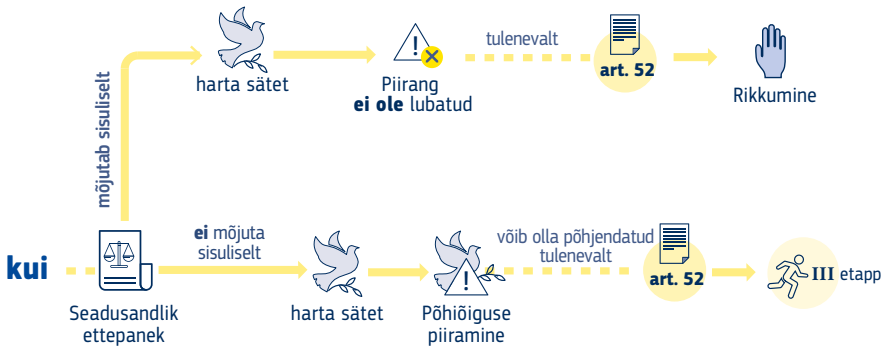 mõjutab sisuliselt
harta sätet
Piirang
ei ole lubatud
tulenevalt
art. 52
Rikkumine
kui
Seadusandlik
ettepanek
ei mõjuta
sisuliselt
harta sätet
Põhiõiguse
piiramine
võib olla põhjendatud
tulenevalt
art. 52
III etapp